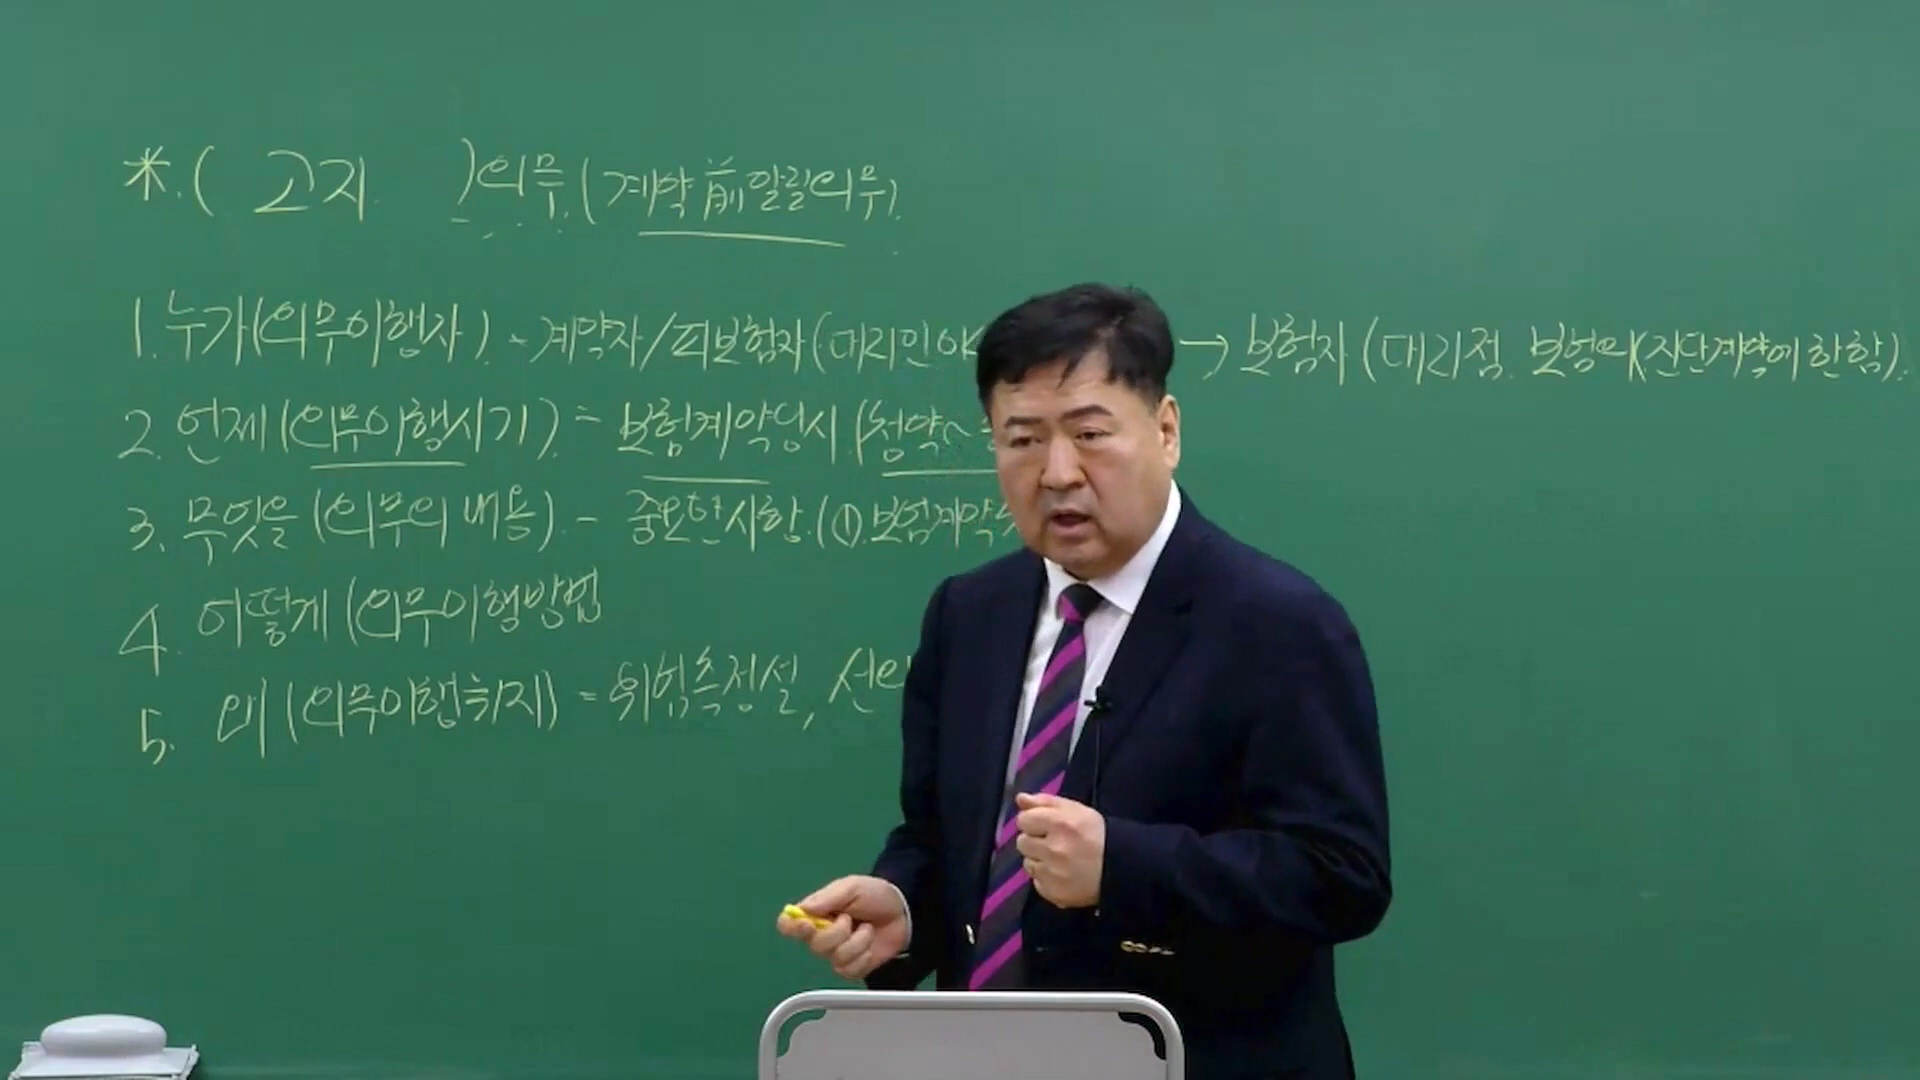 *. ( 고지 )의무 (계약前알릴의무).
1. 누가(의무이행자). - 계약자/피보험자(대리인 → 보험자 (대리점. 보험의(진단계약에 한함).
2. 언제(의무이행시기). - 보험계약당시.(청약~
3. 무엇을 (의무의 내용). - 중요한사항.(①.보험계약
4. 어떻게 (의무이행방법
5. 왜 (의무이행취지) - 위험측정설, 선의